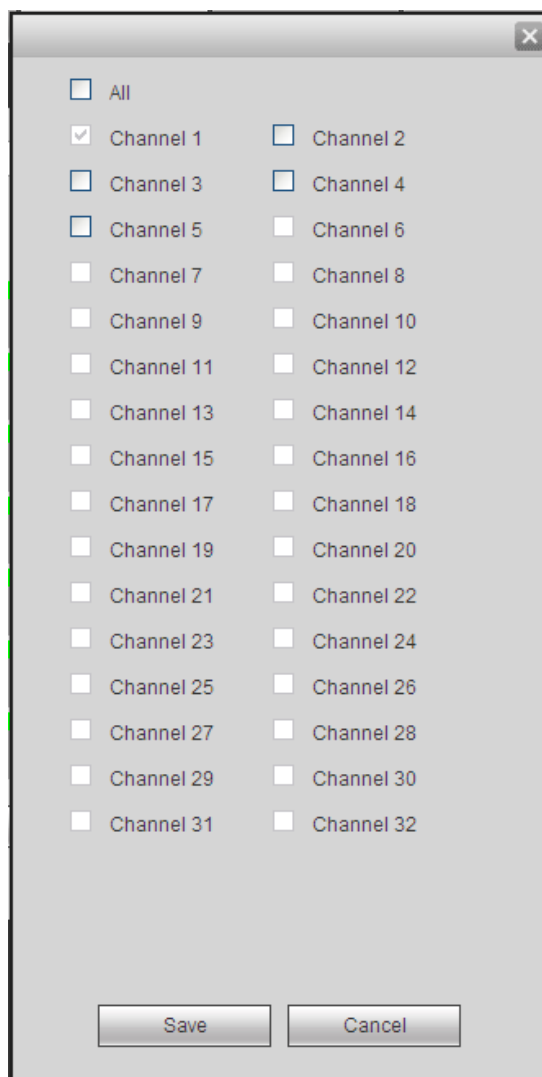 All
Channel 1 Channel 2
Channel 3 Channel 4
Channel 5 Channel 6
Channel 7 Channel 8
Channel 9 Channel 10
Channel 11 Channel 12
Channel 13 Channel 14
Channel 15 Channel 16
Channel 17 Channel 18
Channel 19 Channel 20
Channel 21 Channel 22
Channel 23 Channel 24
Channel 25 Channel 26
Channel 27 Channel 28
Channel 29 Channel 30
Channel 31 Channel 32
Save Cancel